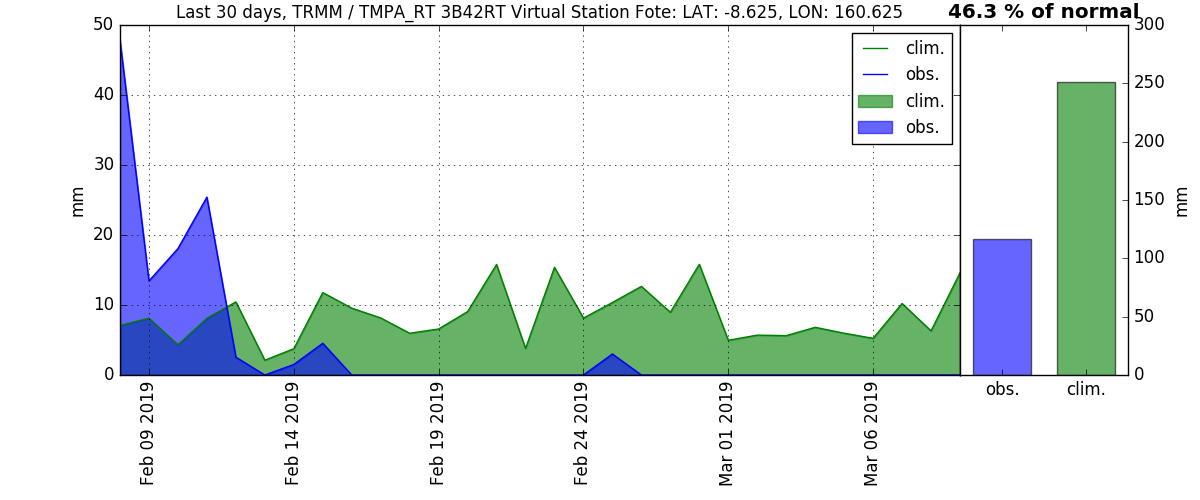 Last 30 days, TRMM / TMPA_RT 3B42RT Virtual Station Fote: LAT: -8.625, LON: 160.625
46.3 % of normal
50
40
30
20
10
0
mm
clim.
obs.
clim.
obs.
Feb 09 2019
Feb 14 2019
Feb 19 2019
Feb 24 2019
Mar 01 2019
Mar 06 2019
300
250
200
150
100
50
0
mm
obs.
clim.